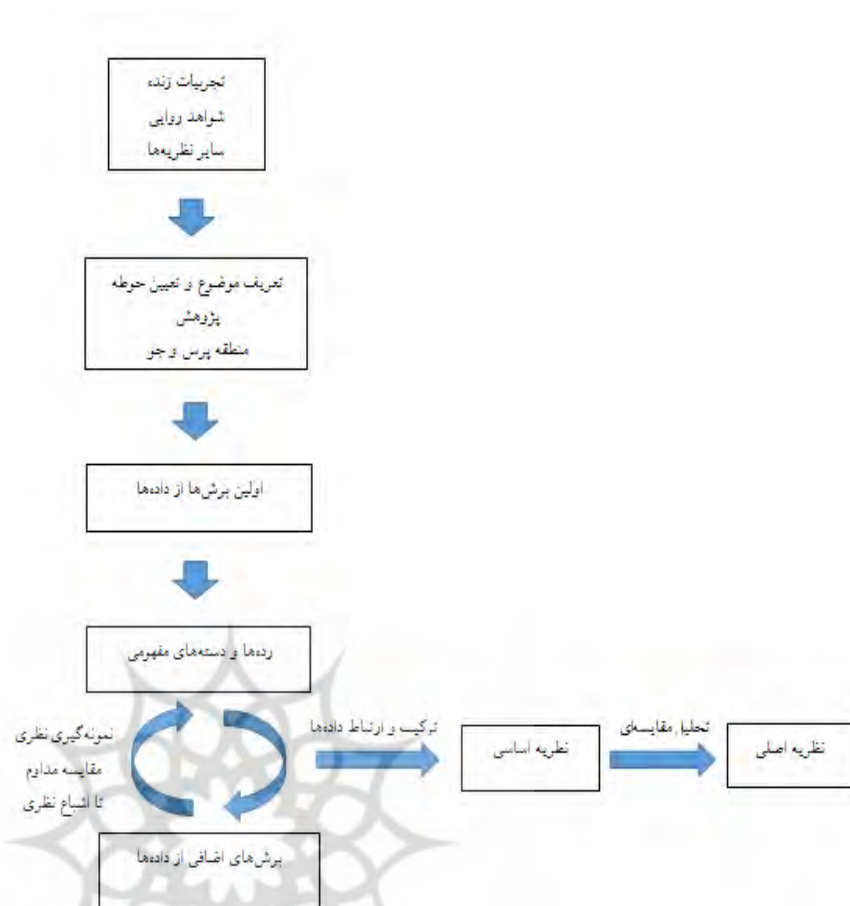 تجربیات زنده
شواهد روایی
سایر نظریه‌ها
تعریف موضوع و تعیین حوطه
پژوهش
منطقه پرس و جو
اولین برش‌ها از داده‌ها
رده‌ها و دسته‌های مفهومی
نمونه‌گیری نظری
مقایسه مداوم
تا اشباع نظری
ترکیب و ارتباط داده‌ها
نظریه اساسی
تحلیل مقایسه‌ای
نظریه اصلی
برش‌های اضافی از داده‌ها